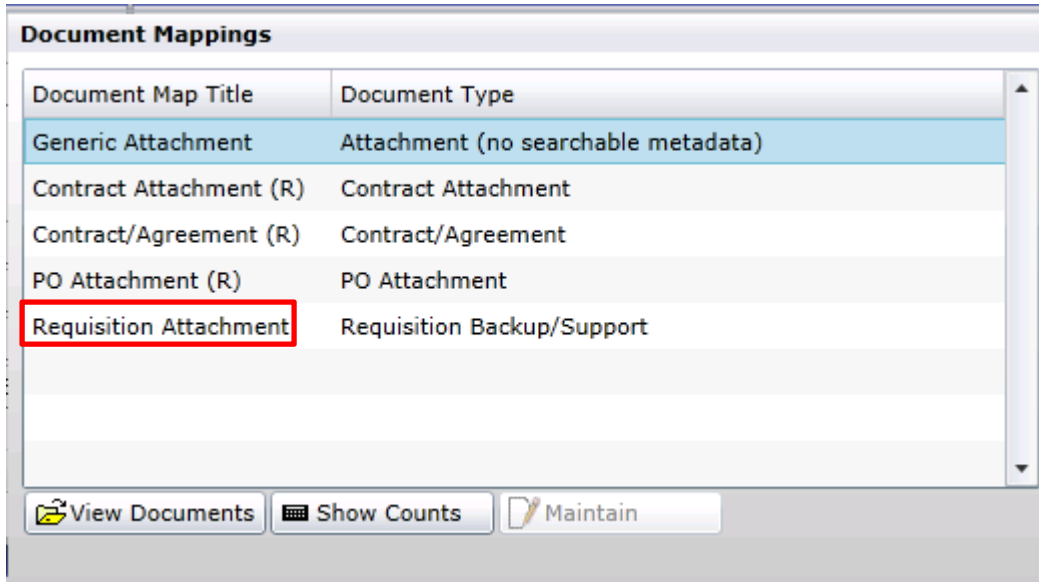 Document Mappings
Document Map Title Document Type
Generic Attachment Attachment (no searchable metadata)
Contract Attachment (R) Contract Attachment
Contract/Agreement (R) Contract/Agreement
PO Attachment (R) PO Attachment
Requisition Attachment Requisition Backup/Support
View Documents Show Counts Maintain